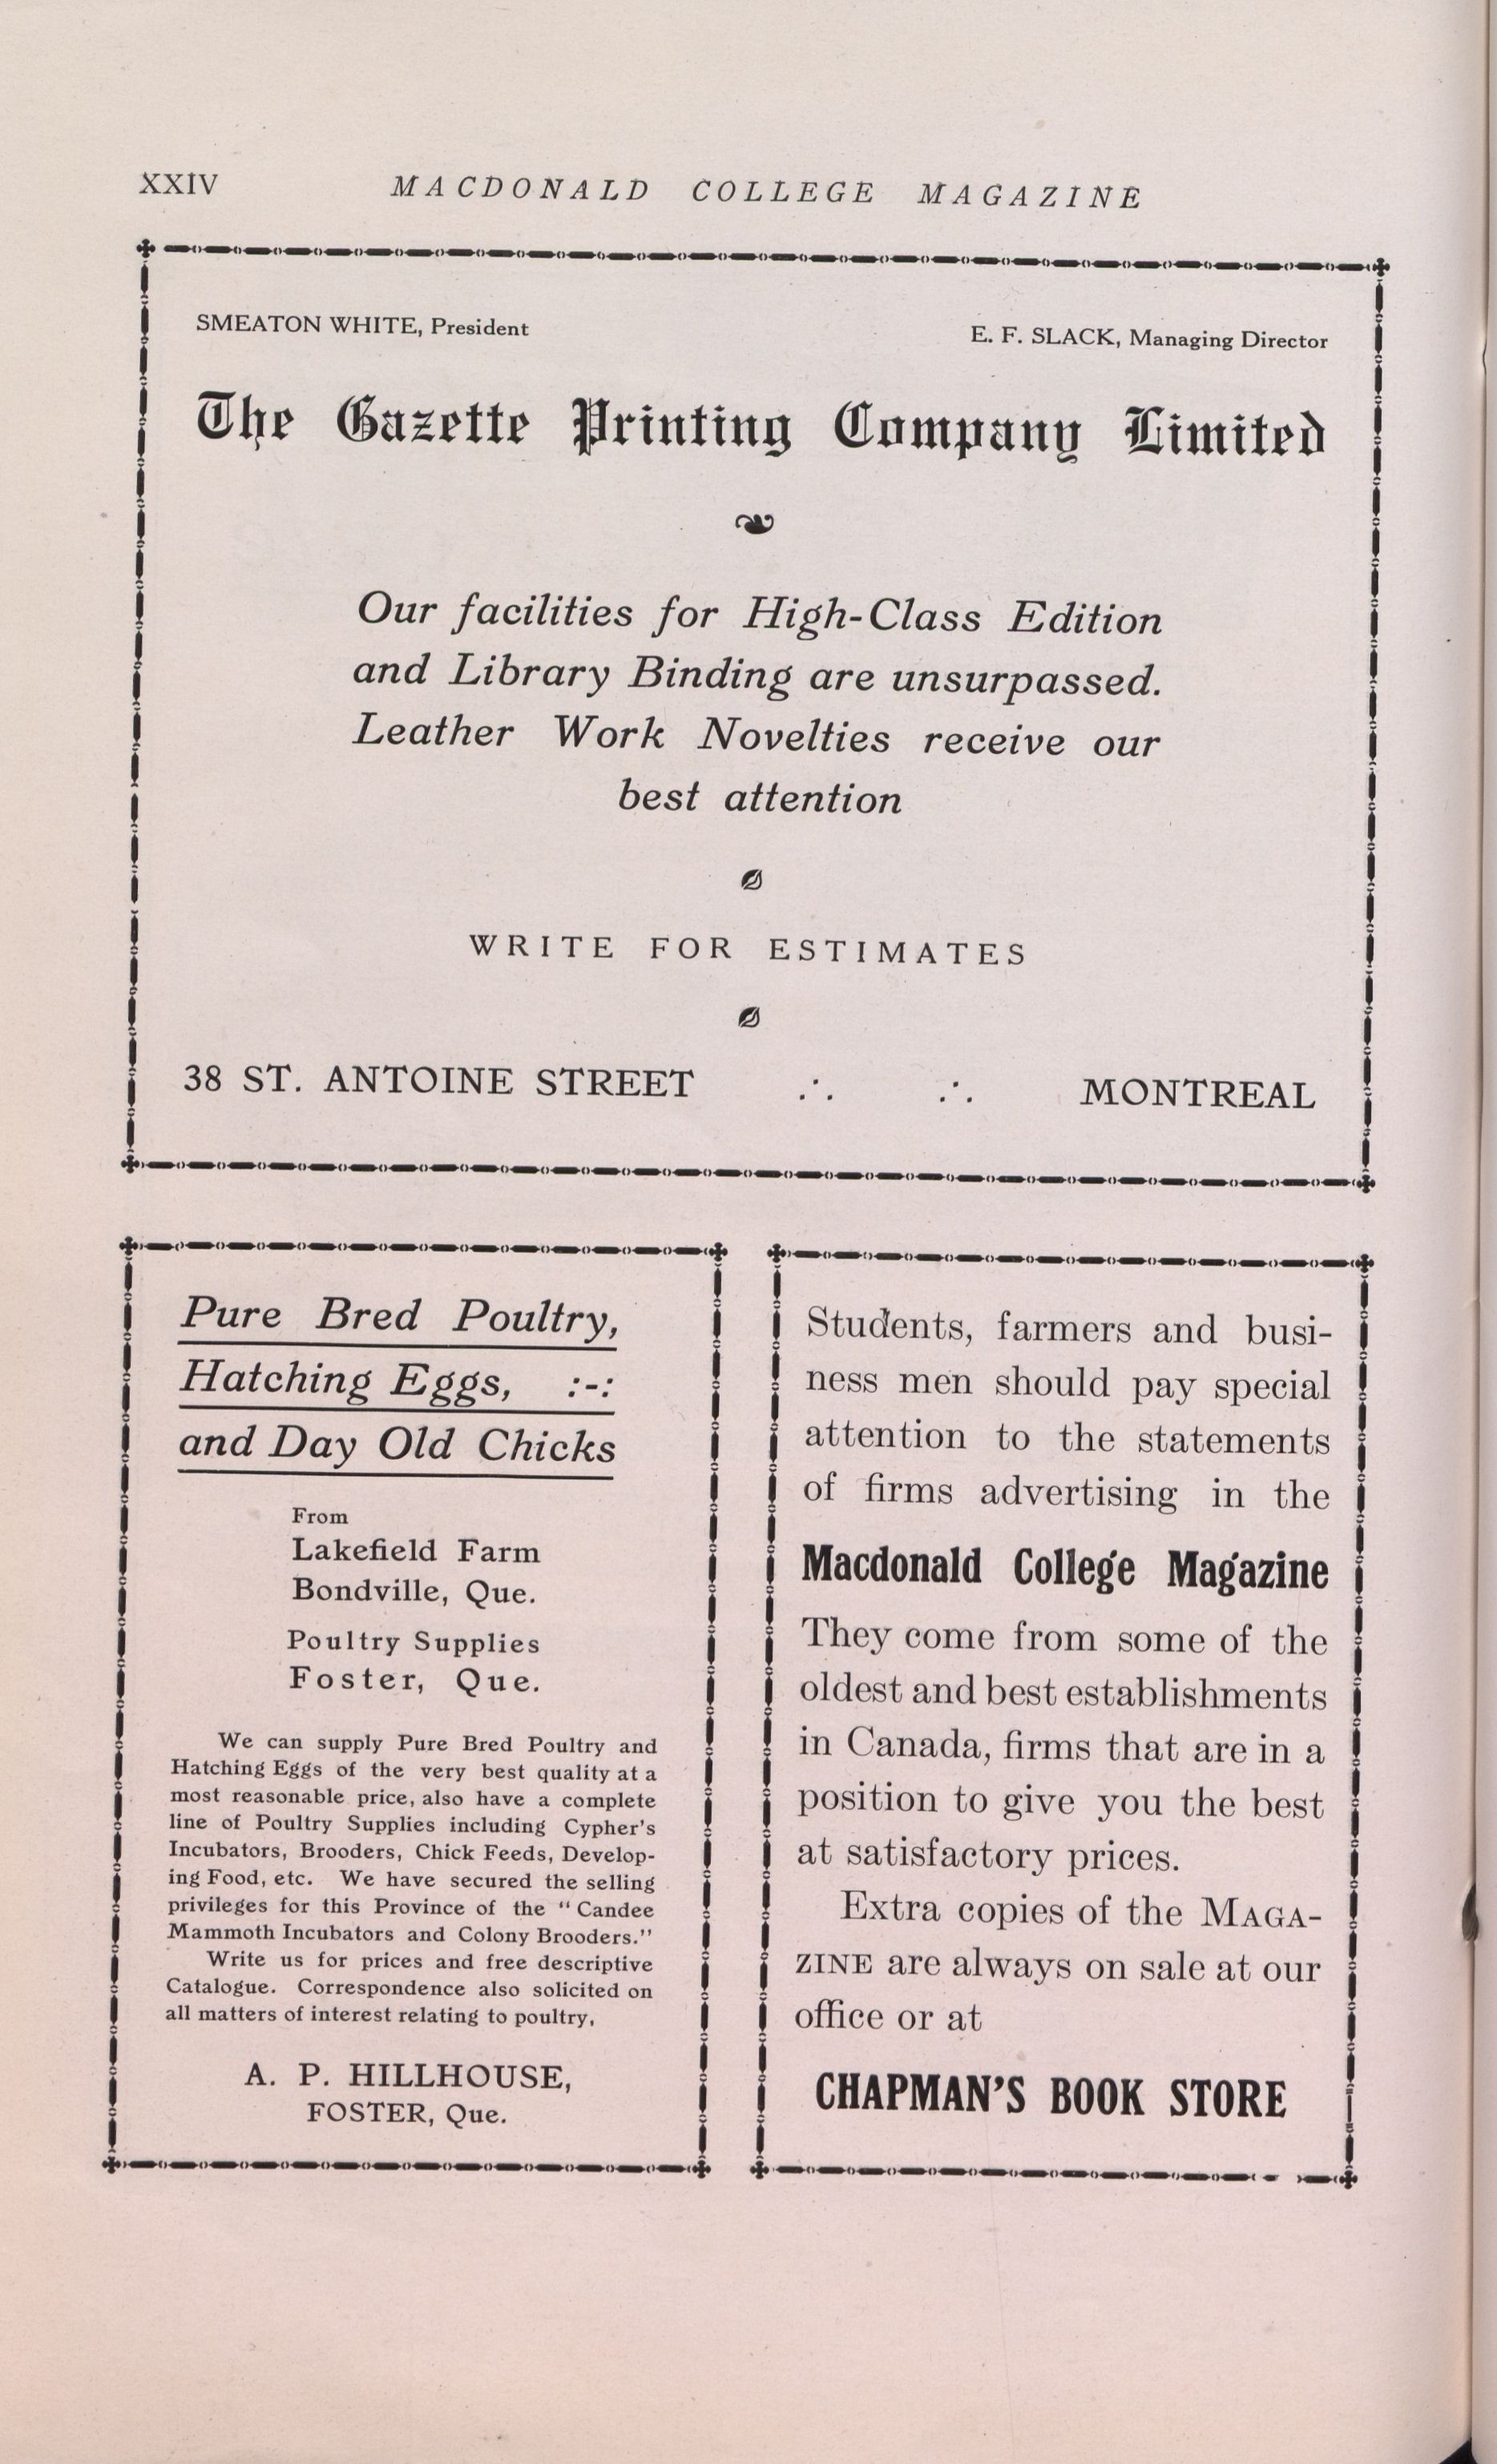 XXIV
MACDONALD COLLEGE MAGAZINE
SMEATON WHITE, President
E. F. SLACK, Managing Director
The Gazette Printing Company Limited
Our facilities for High-Class Edition
and Library Binding are unsurpassed.
Leather Work Novelties receive our
best attention
WRITE FOR ESTIMATES
38 ST. ANTOINE STREET ∴ ∴ MONTREAL
Pure Bred Poultry,
Hatching Eggs, :-:
and Day Old Chicks
From
Lakefield Farm
Bondville, Que.
Poultry Supplies
Foster, Que.
We can supply Pure Bred Poultry and
Hatching Eggs of the very best quality at a
most reasonable price, also have a complete
line of Poultry Supplies including Cypher's
Incubators, Brooders, Chick Feeds, Develop-
ing Food, etc. We have secured the selling
privileges for this Province of the "Candee
Mammoth Incubators and Colony Brooders."
Write us for prices and free descriptive
Catalogue. Correspondence also solicited on
all matters of interest relating to poultry,
A. P. HILLHOUSE,
FOSTER, Que.
Students, farmers and busi-
ness men should pay special
attention to the statements
of firms advertising in the
Macdonald College Magazine
They come from some of the
oldest and best establishments
in Canada, firms that are in a
position to give you the best
at satisfactory prices.
Extra copies of the MAGA-
ZINE are always on sale at our
office or at
CHAPMAN'S BOOK STORE